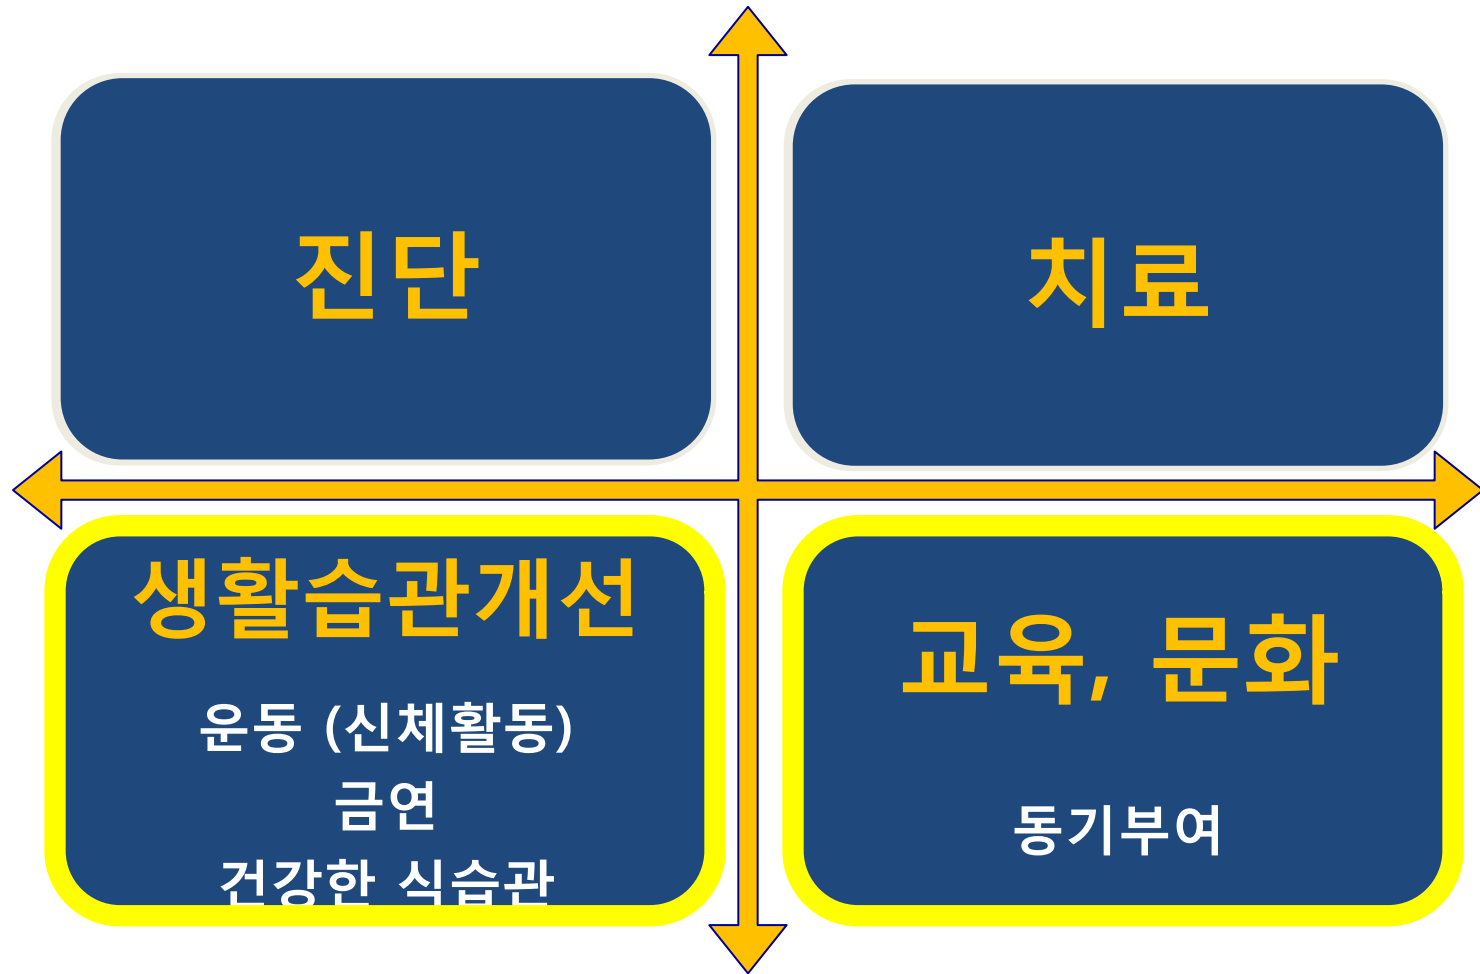 진단
치료
생활습관개선
운동 (신체활동)
금연
건강한 식습관
교육, 문화
동기부여